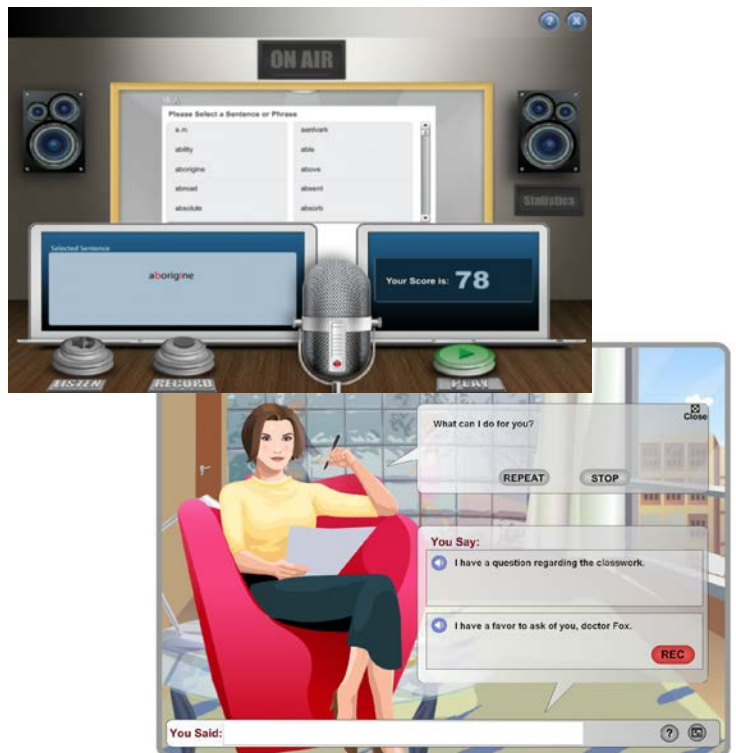 ? X
ON AIR
Please Select a Sentence or Phrase
a.m. aardvark
ability able
aborigine above
abroad absent
absolute absorb
Statistics
Selected Sentence
aborigine
Your Score is: 78
LISTEN RECORD PLAY
Close
What can I do for you?
REPEAT STOP
You Say:
I have a question regarding the classwork.
I have a favor to ask of you, doctor Fox.
REC
You Said:
?